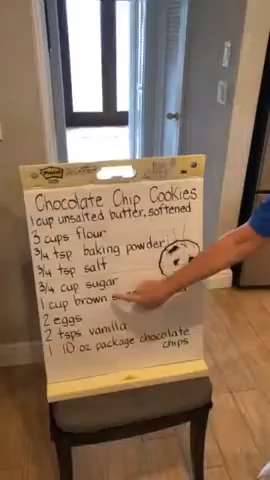 Post-it
Chocolate Chip Cookies
1 cup unsalted butter, softened
3 cups flour
3/4 tsp baking powder
3/4 tsp salt
3/4 cup sugar
1 cup brown
2 eggs
2 tsps vanilla
1 10 oz package chocolate
chips